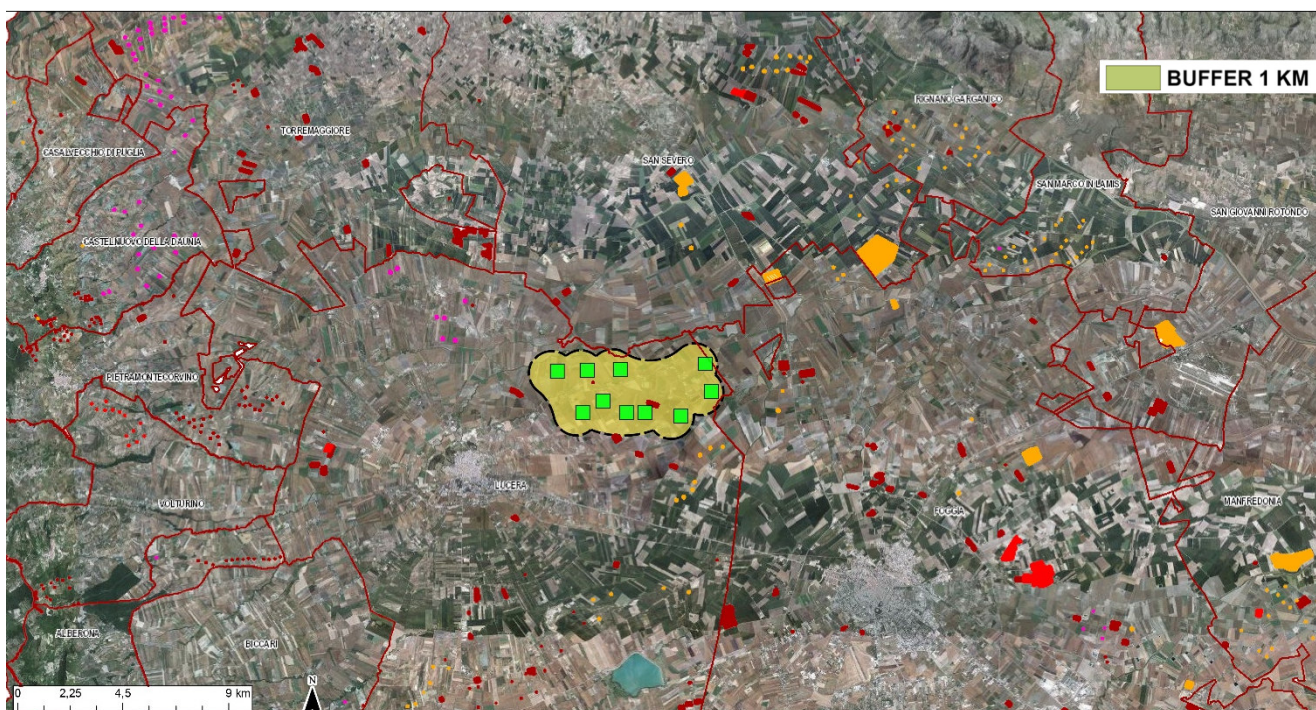 BUFFER 1 KM
RIGNANO GARGANICO
TORREMAGGIORE
CASALVECCHIO DI PUGLIA
SAN SEVERO
SAN MARCO IN LAMIS
SAN GIOVANNI ROTONDO
CASTELNUOVO DELLA DAUNIA
PIETRAMONTECORVINO
LUCERA
VOLTURINO
MANFREDONIA
FOGGIA
ALBERONA
BICCARI
N
0 2,25 4,5 9 km